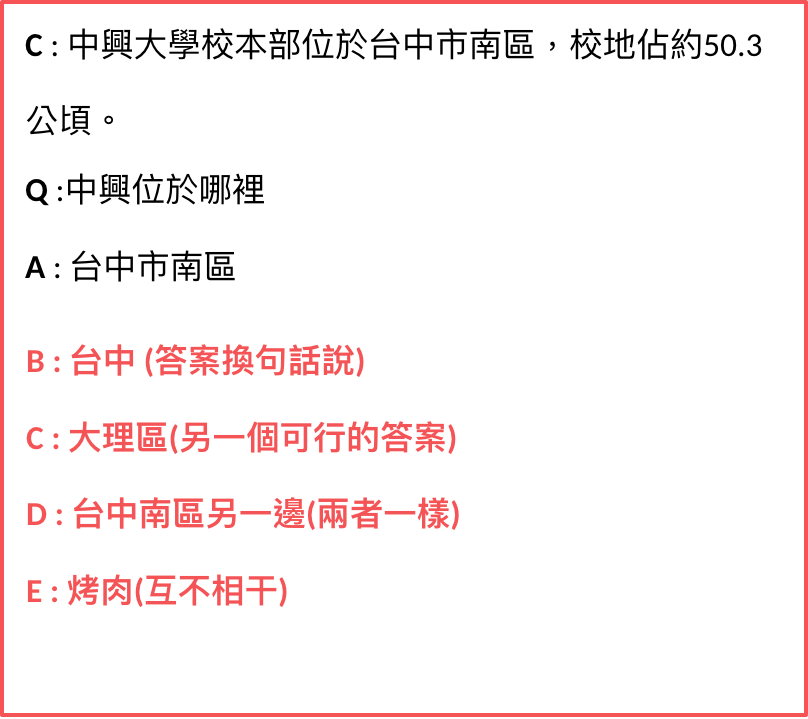 C : 中興大學校本部位於台中市南區，校地佔約50.3
公頃。
Q :中興位於哪裡
A : 台中市南區
B : 台中 (答案換句話說)
C : 大理區(另一個可行的答案)
D : 台中南區另一邊(兩者一樣)
E : 烤肉(互不相干)